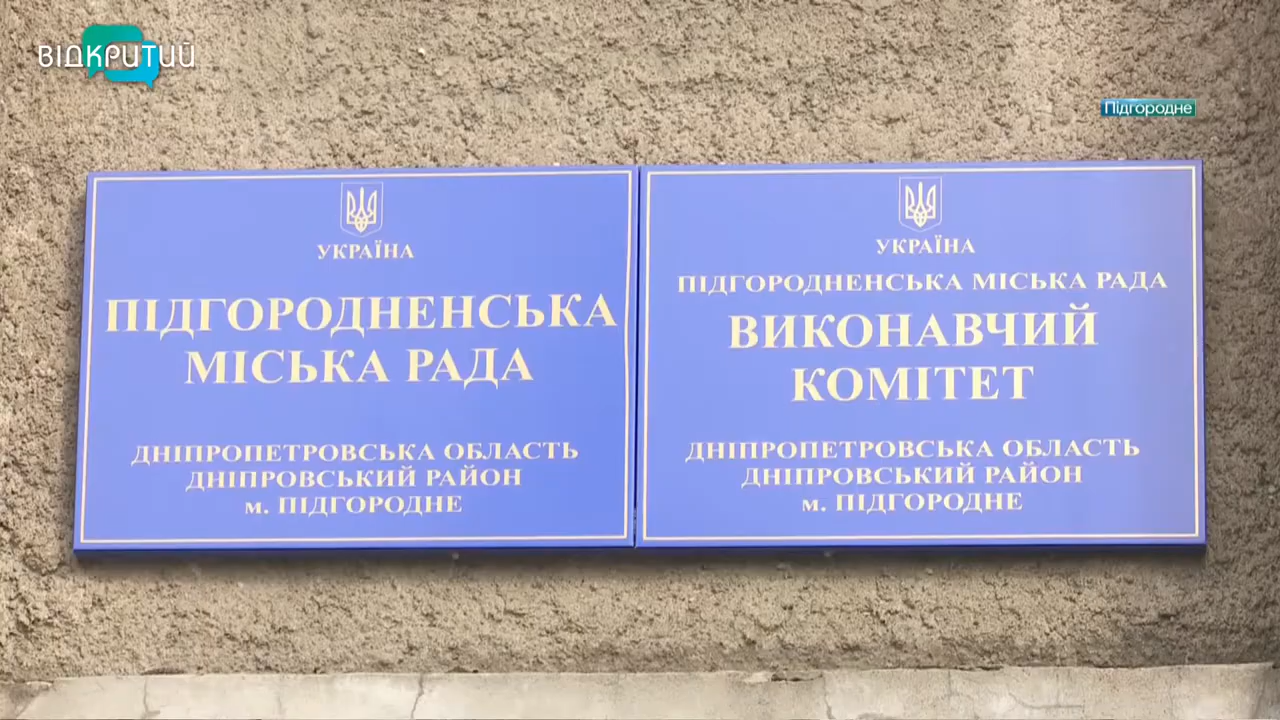 ВІДКРИТИЙ
Підгородне
УКРАЇНА
ПІДГОРОДНЕНСЬКА
МІСЬКА РАДА
ДНІПРОПЕТРОВСЬКА ОБЛАСТЬ
ДНІПРОВСЬКИЙ РАЙОН
м. ПІДГОРОДНЕ
УКРАЇНА
ПІДГОРОДНЕНСЬКА МІСЬКА РАДА
ВИКОНАВЧИЙ
КОМІТЕТ
ДНІПРОПЕТРОВСЬКА ОБЛАСТЬ
ДНІПРОВСЬКИЙ РАЙОН
м. ПІДГОРОДНЕ